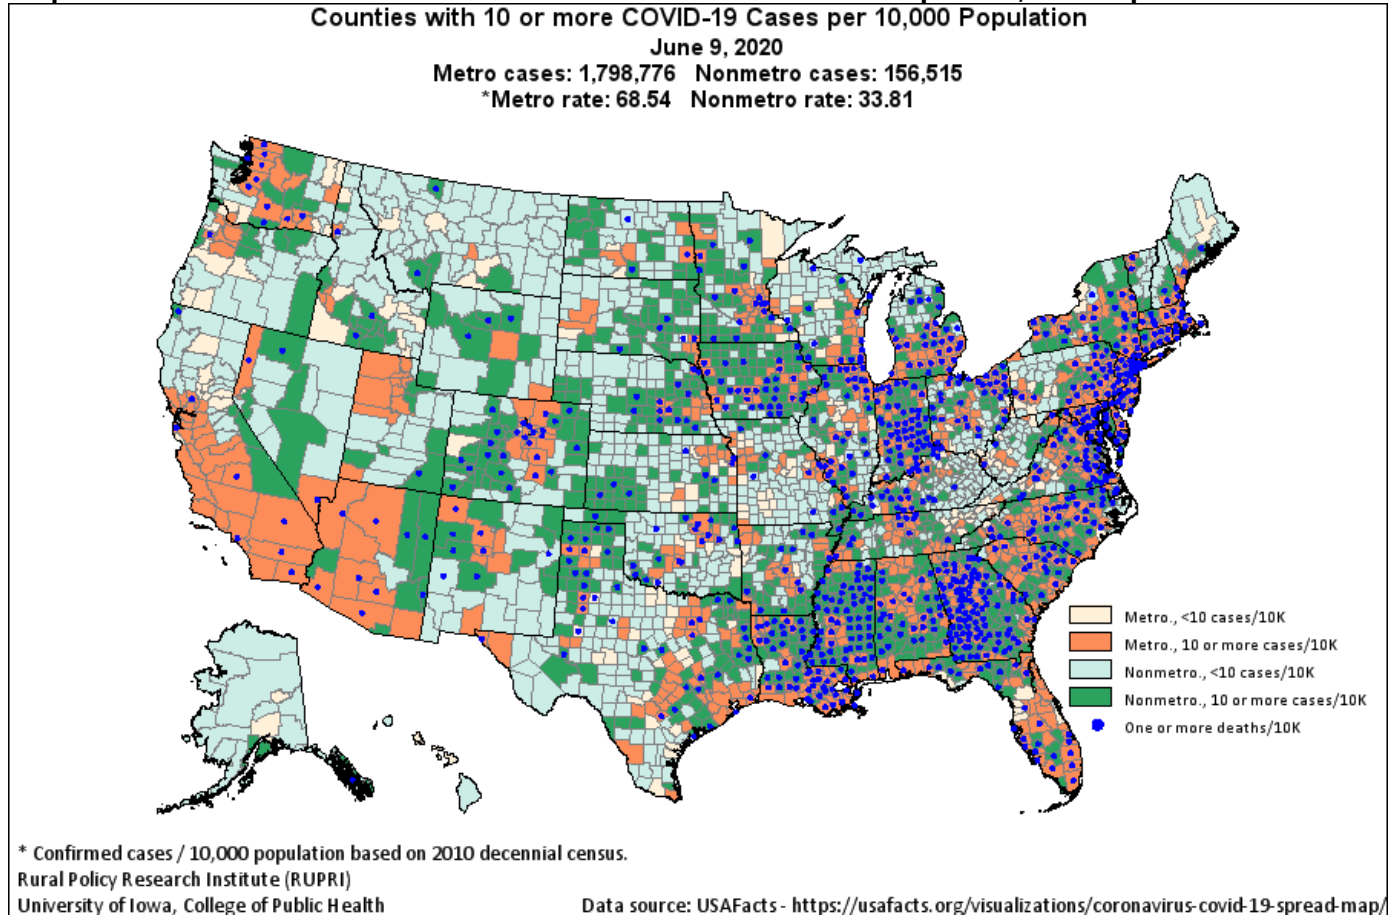 Counties with 10 or more COVID-19 Cases per 10,000 Population
June 9, 2020
Metro cases: 1,798,776 Nonmetro cases: 156,515
*Metro rate: 68.54 Nonmetro rate: 33.81
Metro., <10 cases/10K
Metro., 10 or more cases/10K
Nonmetro., <10 cases/10K
Nonmetro., 10 or more cases/10K
One or more deaths/10K
* Confirmed cases / 10,000 population based on 2010 decennial census.
Rural Policy Research Institute (RUPRI)
University of Iowa, College of Public Health
Data source: USAFacts - https://usafacts.org/visualizations/coronavirus-covid-19-spread-map/